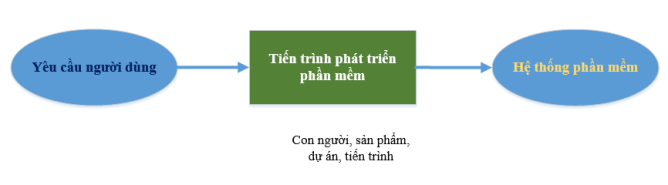 Yêu cầu người dùng
Tiến trình phát triển
phần mềm
Hệ thống phần mềm
Con người, sản phẩm,
dự án, tiến trình